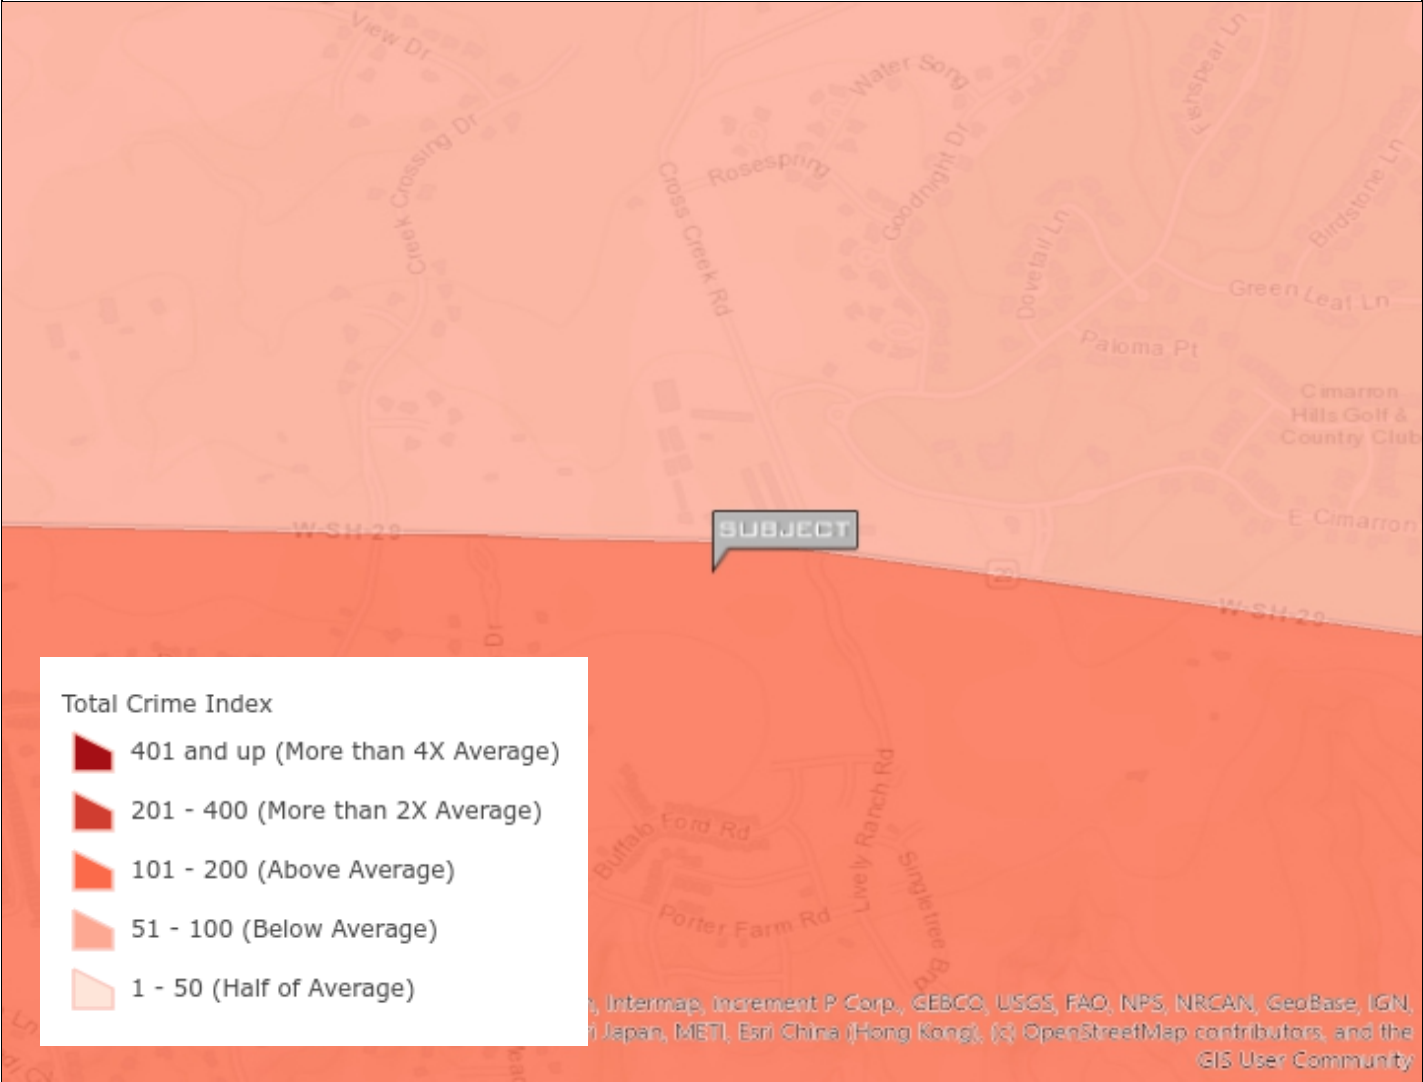 View Dr
Water Song
Fishspear Ln
Creek Crossing Dr
Rosespring
Goodnight Dr
Birdstone Ln
Cross Creek Rd
Dovetail Ln
Green Leaf Ln
Paloma Pt
Cimarron
Hills Golf &
Country Club
E Cimarron
SUBJECT
W-SH-29
29
W-SH-29
Dr
Total Crime Index
401 and up (More than 4X Average)
201 - 400 (More than 2X Average)
101 - 200 (Above Average)
51 - 100 (Below Average)
1 - 50 (Half of Average)
Buffalo Ford Rd
Lively Ranch Rd
Porter Farm Rd
Singletree
Ln
Intermap, increment P Corp., GEBCO, USGS, FAO, NPS, NRCAN, GeoBase, IGN,
Japan, METI, Esri China (Hong Kong), (c) OpenStreetMap contributors, and the
GIS User Community